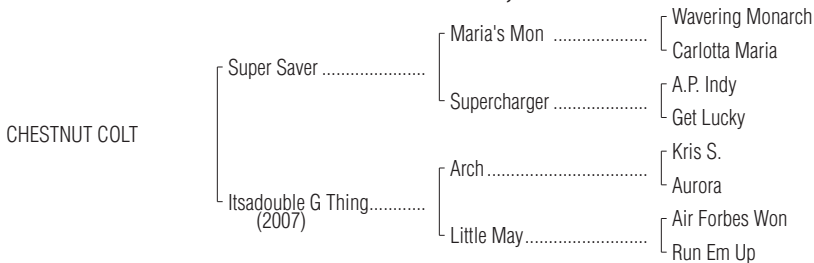 Wavering Monarch
Maria's Mon ....................
Carlotta Maria
Super Saver ......................
A.P. Indy
Supercharger ....................
Get Lucky
CHESTNUT COLT
Kris S.
Arch ..................................
Aurora
Itsadouble G Thing............
(2007)
Air Forbes Won
Little May..........................
Run Em Up